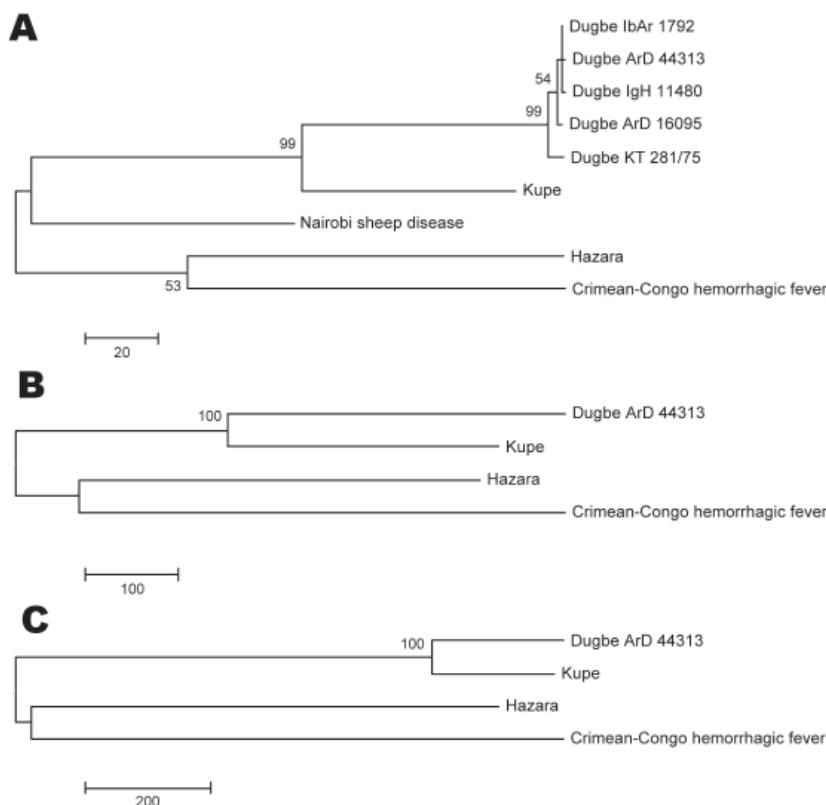 A
Dugbe IbAr 1792
Dugbe ArD 44313
54
Dugbe IgH 11480
99
Dugbe ArD 16095
99
Dugbe KT 281/75
Kupe
Nairobi sheep disease
Hazara
53
Crimean-Congo hemorrhagic fever
20
B
100
Dugbe ArD 44313
Kupe
Hazara
Crimean-Congo hemorrhagic fever
100
C
100
Dugbe ArD 44313
Kupe
Hazara
Crimean-Congo hemorrhagic fever
200